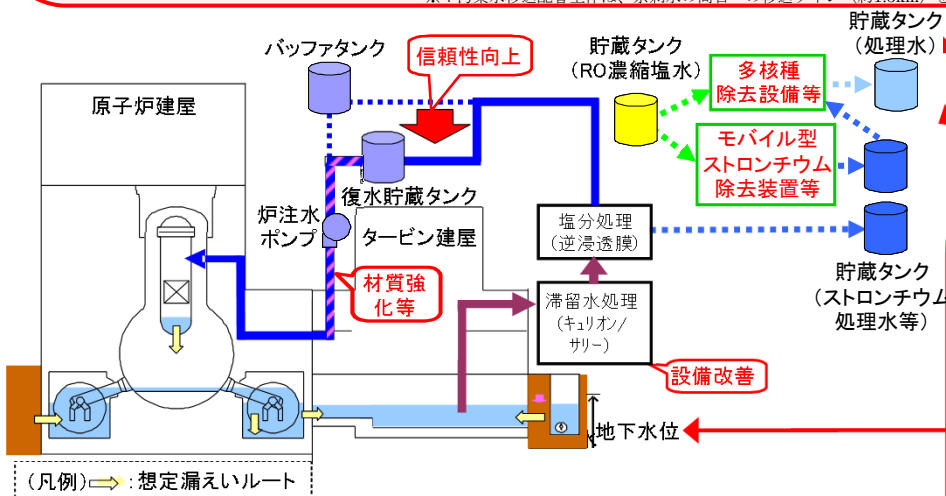 貯蔵タンク
(処理水)
バッファタンク
信頼性向上
貯蔵タンク
(RO濃縮塩水)
多核種
除去設備等
原子炉建屋
モバイル型
ストロンチウム
除去装置等
復水貯蔵タンク
炉注水
ポンプ
タービン建屋
塩分処理
(逆浸透膜)
材質強
化等
滞留水処理
(キュリオン/
サリー)
貯蔵タンク
(ストロンチウム
処理水等)
設備改善
地下水位
(凡例)
:想定漏えいルート